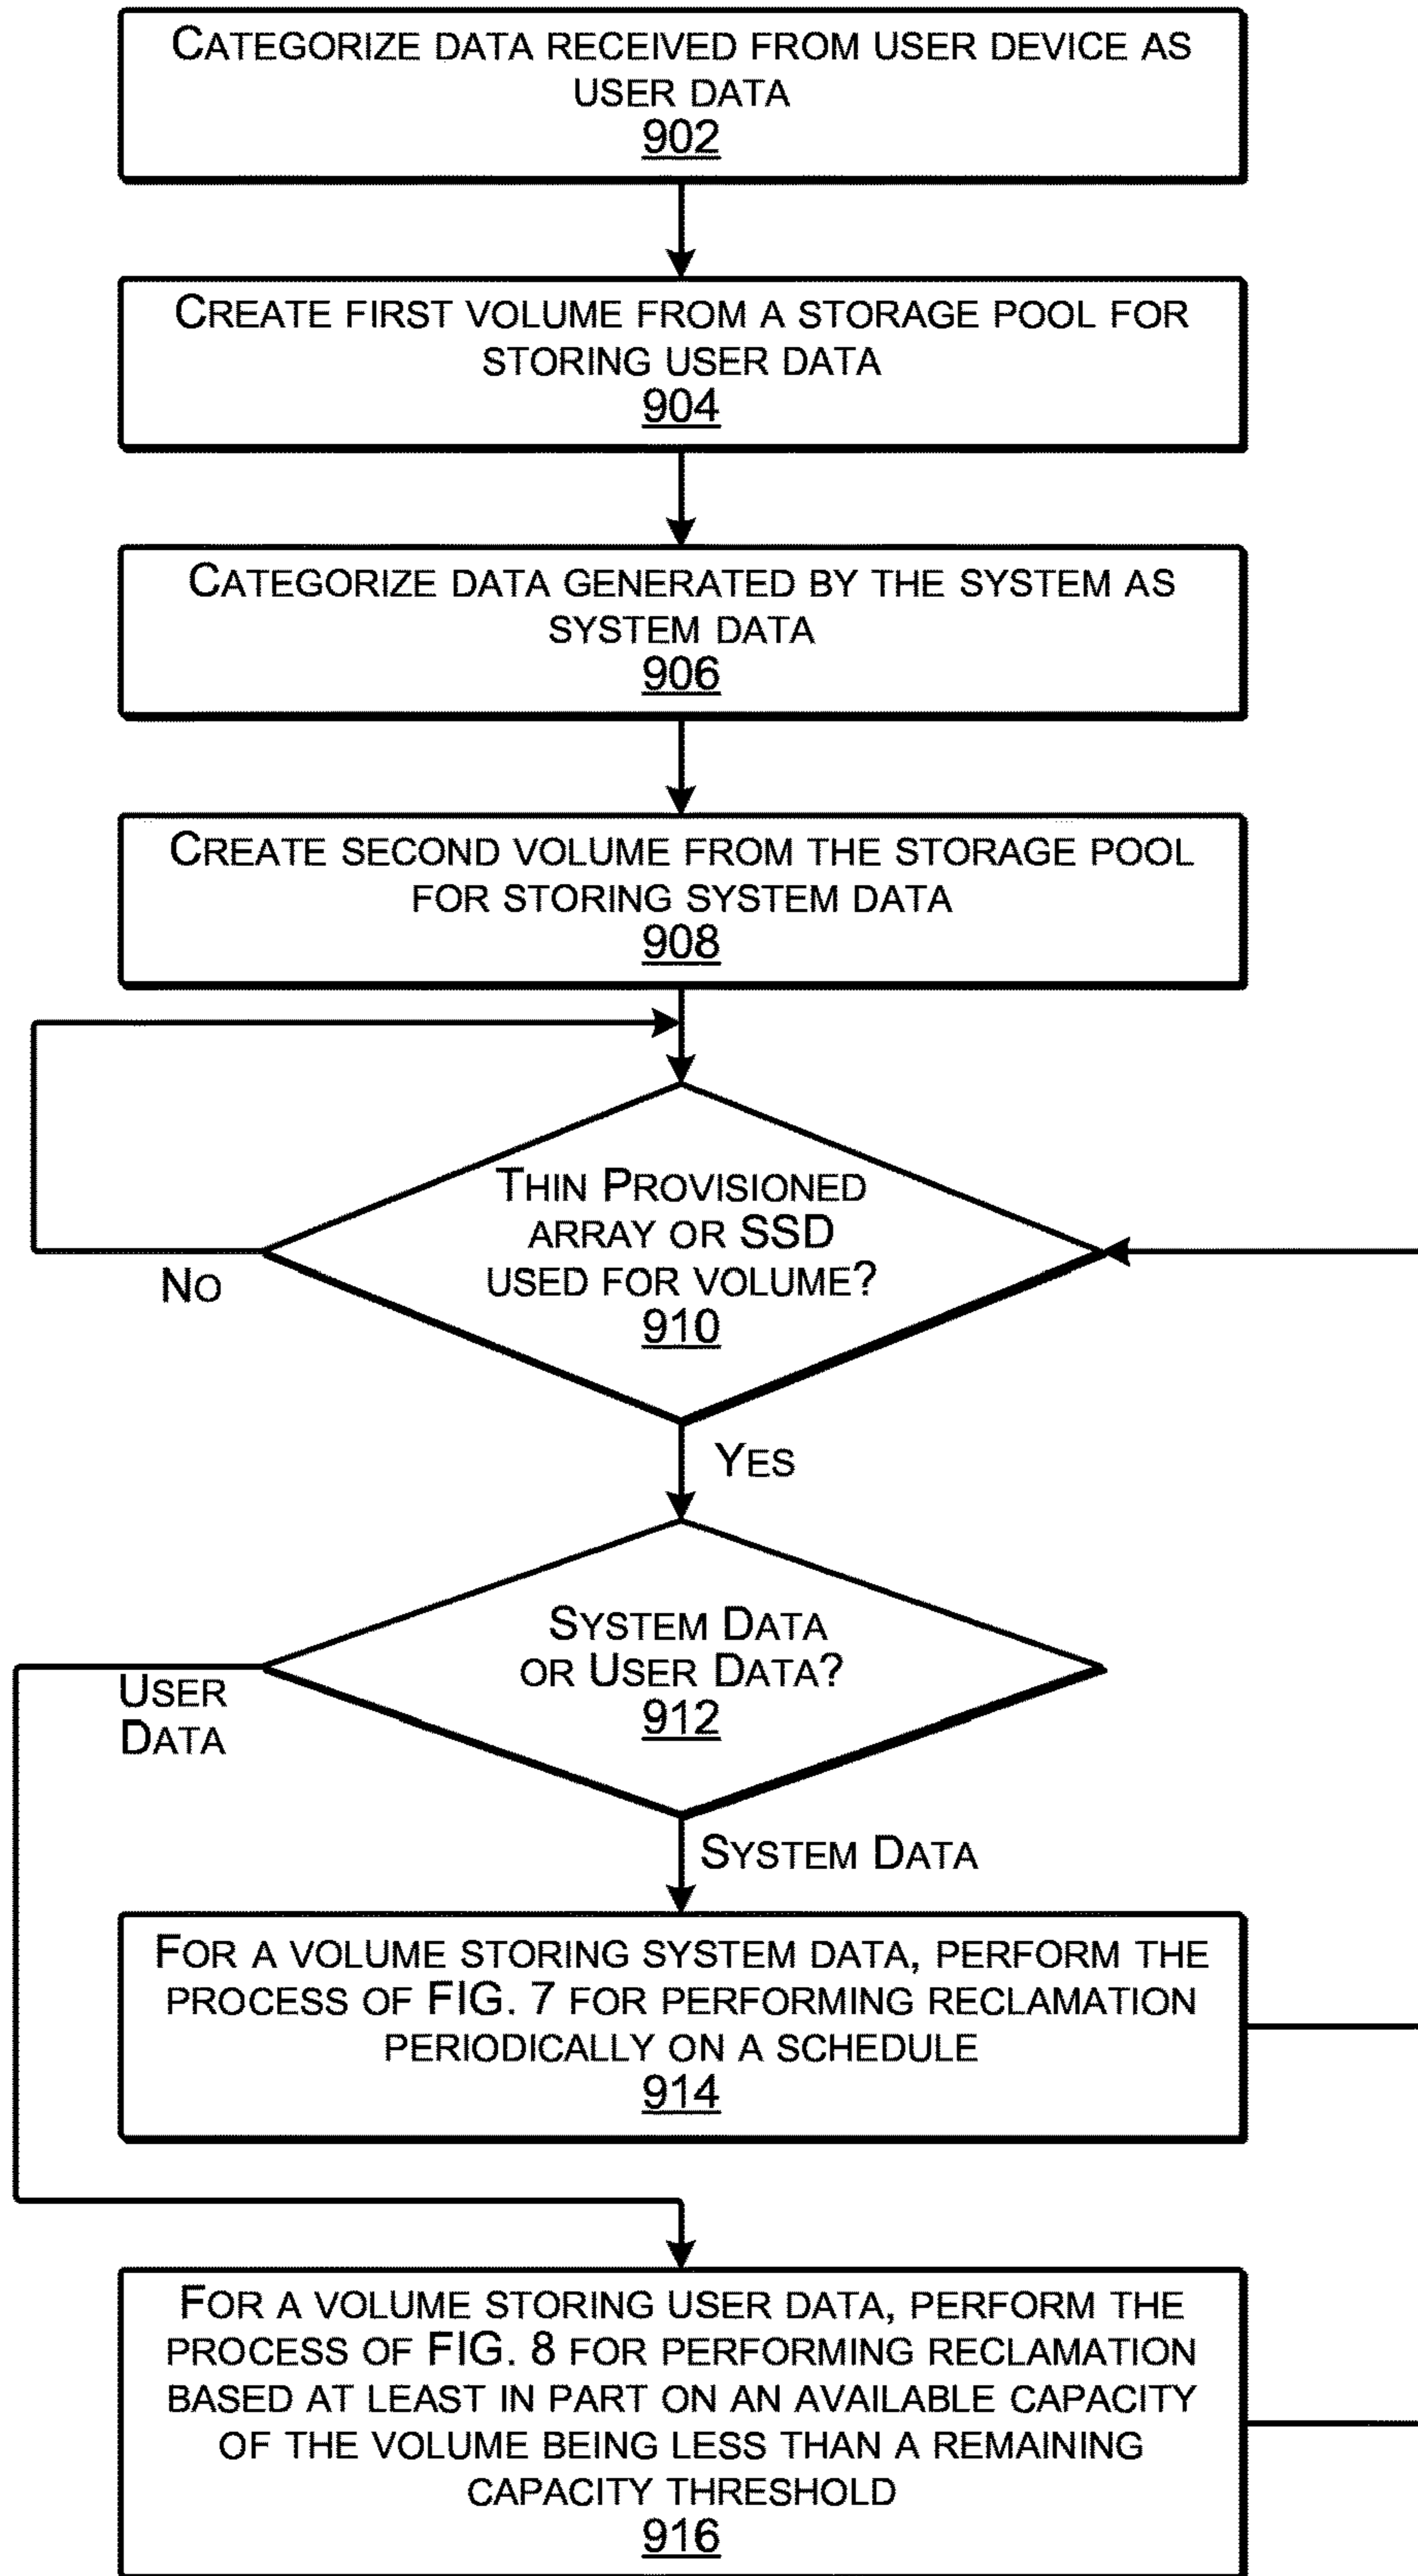 CATEGORIZE DATA RECEIVED FROM USER DEVICE AS
USER DATA
902
CREATE FIRST VOLUME FROM A STORAGE POOL FOR
STORING USER DATA
904
CATEGORIZE DATA GENERATED BY THE SYSTEM AS
SYSTEM DATA
906
CREATE SECOND VOLUME FROM THE STORAGE POOL
FOR STORING SYSTEM DATA
908
THIN PROVISIONED
ARRAY OR SSD
USED FOR VOLUME?
910
NO
YES
SYSTEM DATA
OR USER DATA?
912
USER
DATA
SYSTEM DATA
FOR A VOLUME STORING SYSTEM DATA, PERFORM THE
PROCESS OF FIG. 7 FOR PERFORMING RECLAMATION
PERIODICALLY ON A SCHEDULE
914
FOR A VOLUME STORING USER DATA, PERFORM THE
PROCESS OF FIG. 8 FOR PERFORMING RECLAMATION
BASED AT LEAST IN PART ON AN AVAILABLE CAPACITY
OF THE VOLUME BEING LESS THAN A REMAINING
CAPACITY THRESHOLD
916